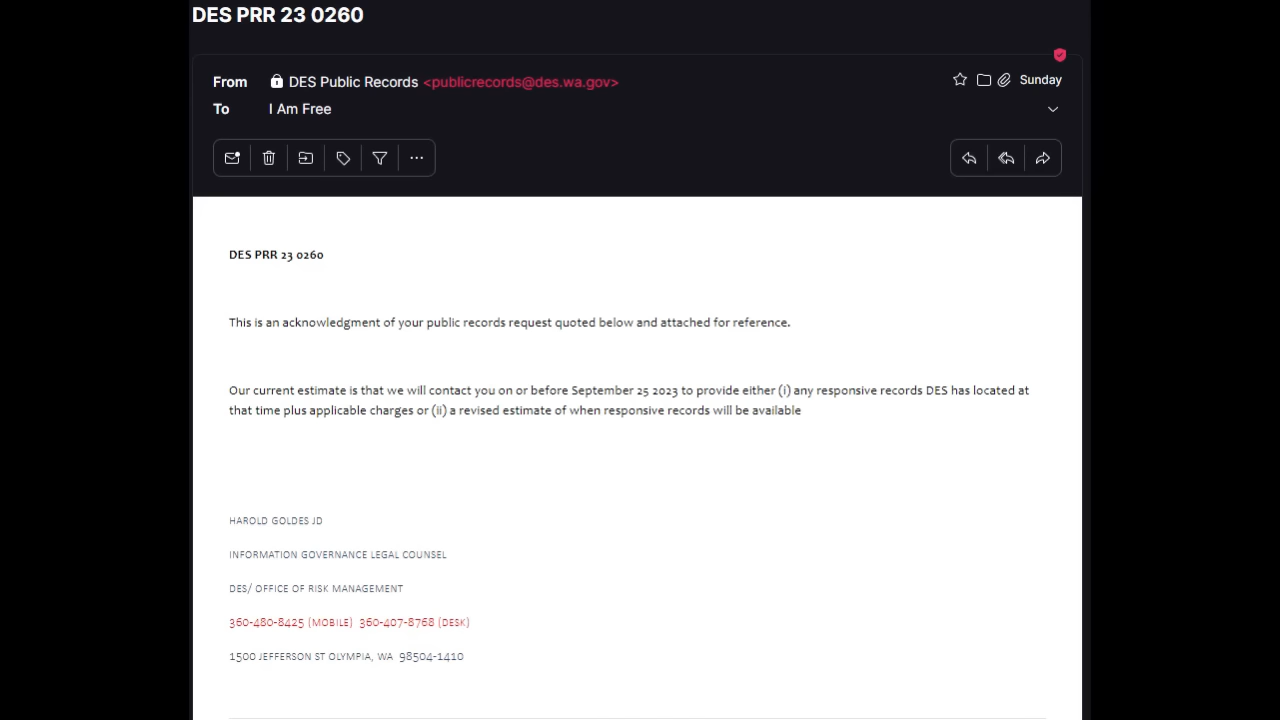 DES PRR 23 0260
From DES Public Records <publicrecords@des.wa.gov> Sunday
To I Am Free
DES PRR 23 0260
This is an acknowledgment of your public records request quoted below and attached for reference.
Our current estimate is that we will contact you on or before September 25 2023 to provide either (i) any responsive records DES has located at
that time plus applicable charges or (ii) a revised estimate of when responsive records will be available
HAROLD GOLDES JD
INFORMATION GOVERNANCE LEGAL COUNSEL
DES/ OFFICE OF RISK MANAGEMENT
360-480-8425 (MOBILE) 360-407-8768 (DESK)
1500 JEFFERSON ST OLYMPIA, WA 98504-1410